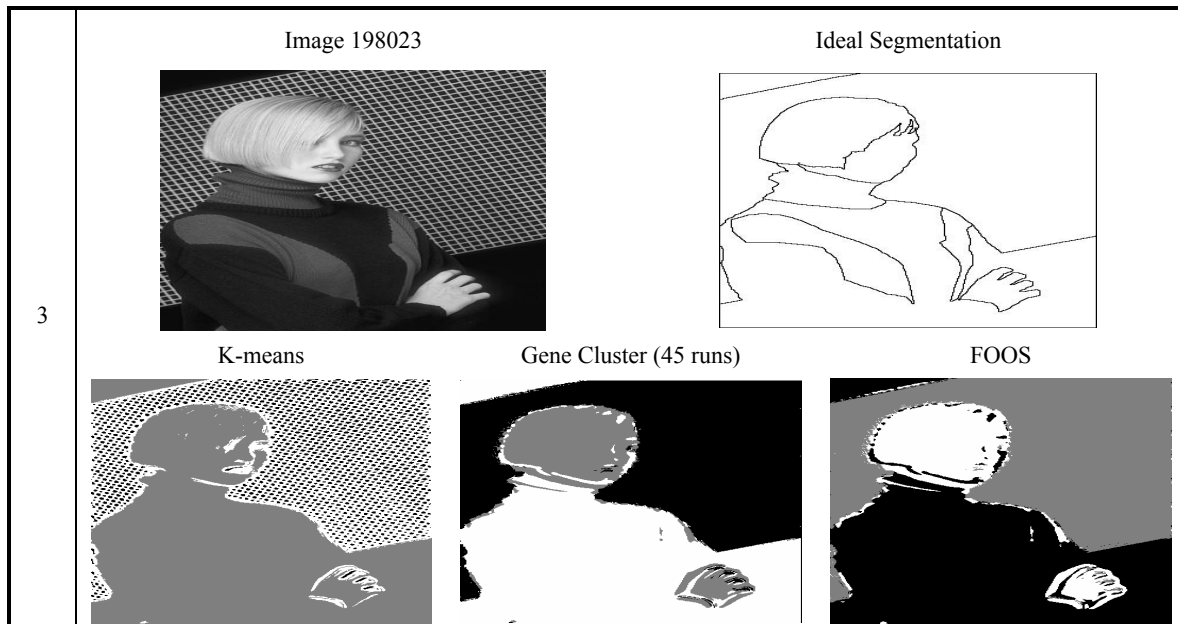 Image 198023
Ideal Segmentation
3
K-means
Gene Cluster (45 runs)
FOOS